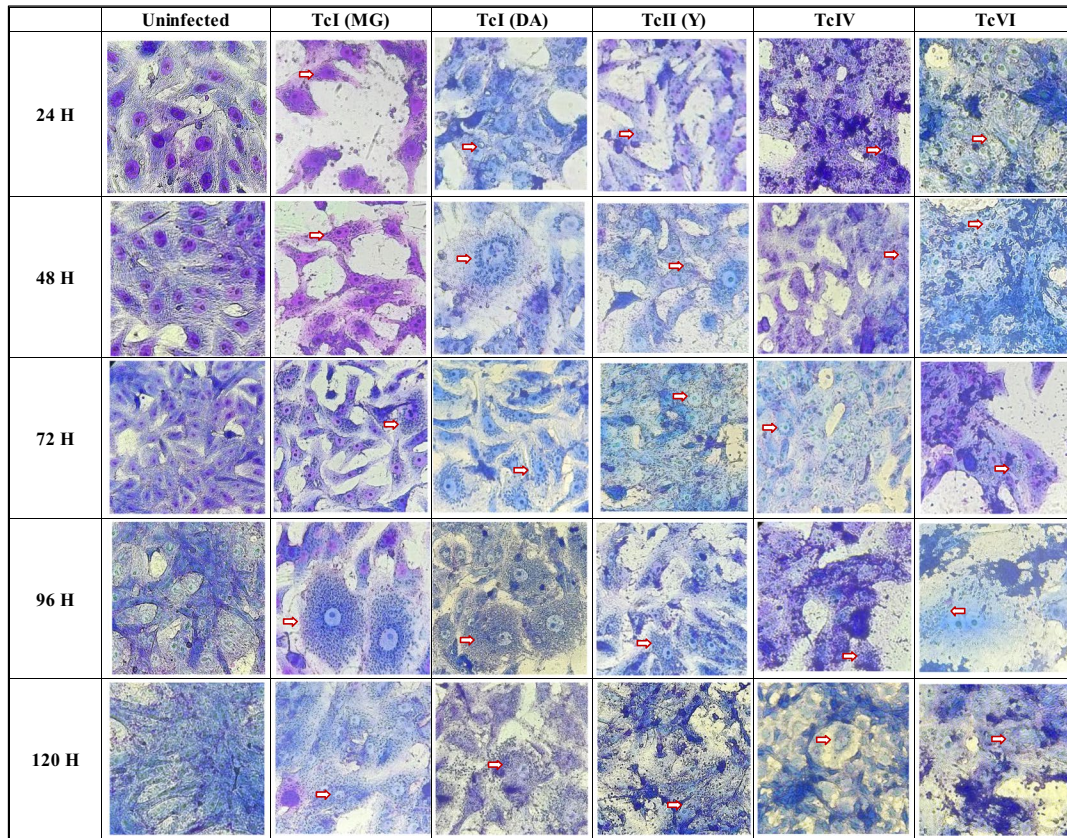 Uninfected TcI (MG) TcI (DA) TcII (Y) TcIV TcVI
24 H
48 H
72 H
96 H
120 H